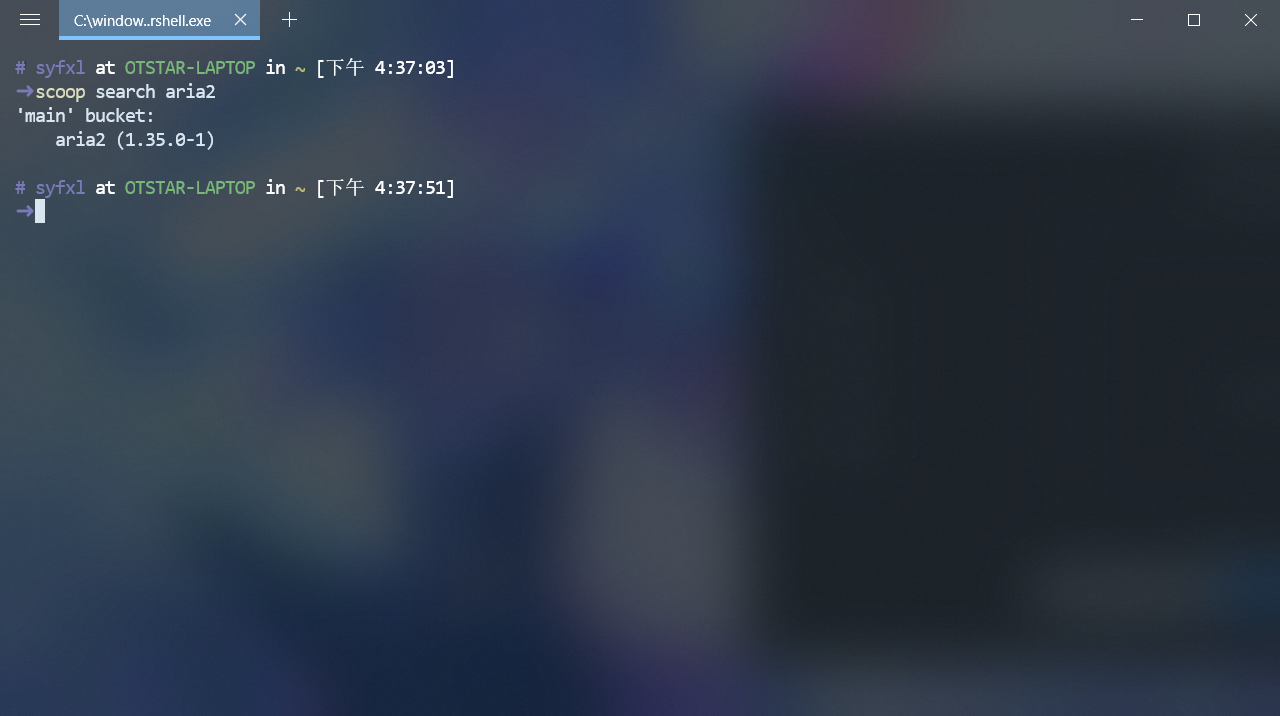 C:\window..rshell.exe
# syfxl at OTSTAR-LAPTOP in ~ [下午 4:37:03]
➜scoop search aria2
'main' bucket:
    aria2 (1.35.0-1)
# syfxl at OTSTAR-LAPTOP in ~ [下午 4:37:51]
➜